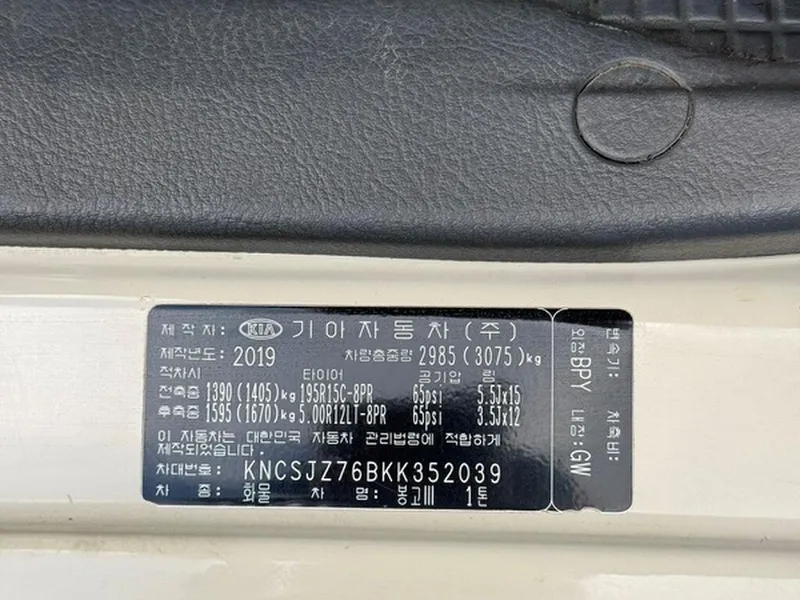 제 작 자: KIA 기 아 자 동 차 (주)
제작년도: 2019 차량총중량 2985 (3075)kg
적차시 타이어 공기압 림
전축중 1390 (1405)kg 195R15C-8PR 65psi 5.5Jx15
후축중 1595 (1670)kg 5.00R12LT-8PR 65psi 3.5Jx12
이 자동차는 대한민국 자동차 관리법령에 적합하게
제작되었습니다.
차대번호: KNCSJZ76BKK352039
차 종: 화물 차 명: 봉고Ⅲ 1톤
변속기: 차축비:
외장:BPY 내장:GW